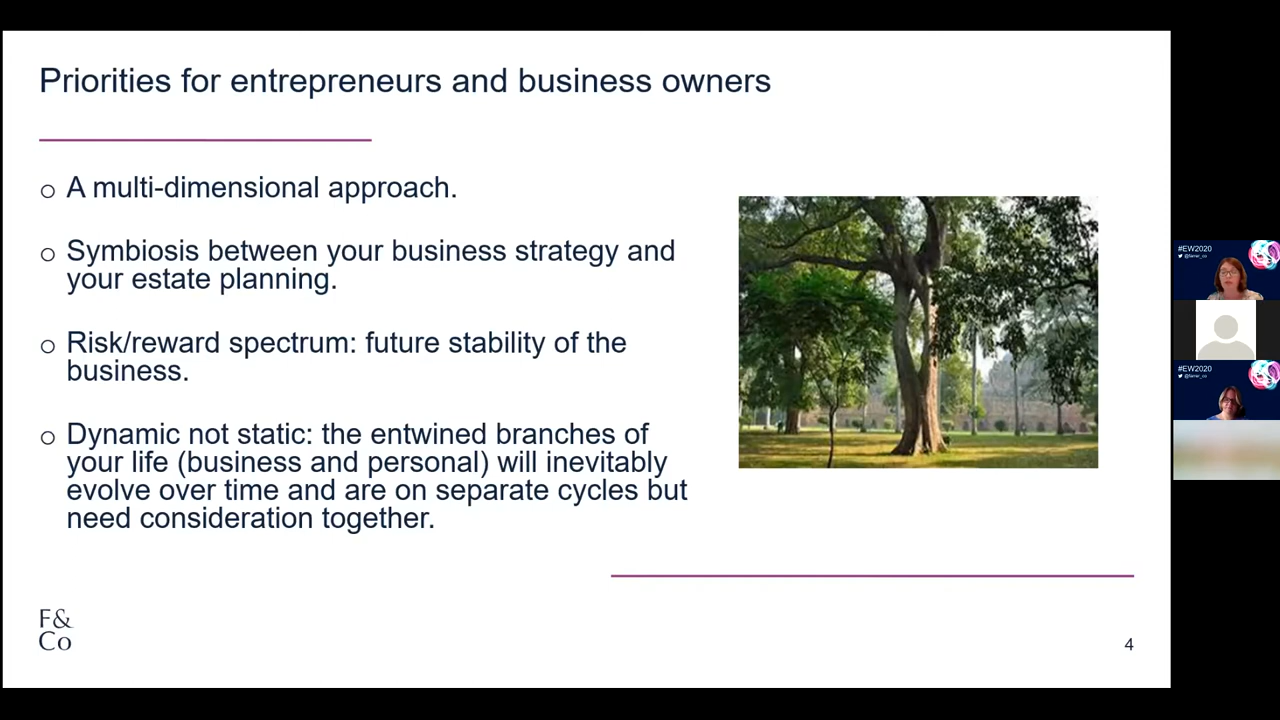 Priorities for entrepreneurs and business owners
o A multi-dimensional approach.
o Symbiosis between your business strategy and
your estate planning.
o Risk/reward spectrum: future stability of the
business.
o Dynamic not static: the entwined branches of
your life (business and personal) will inevitably
evolve over time and are on separate cycles but
need consideration together.
F&
Co
4
#EW2020
@farrer_co
#EW2020
@farrer_co